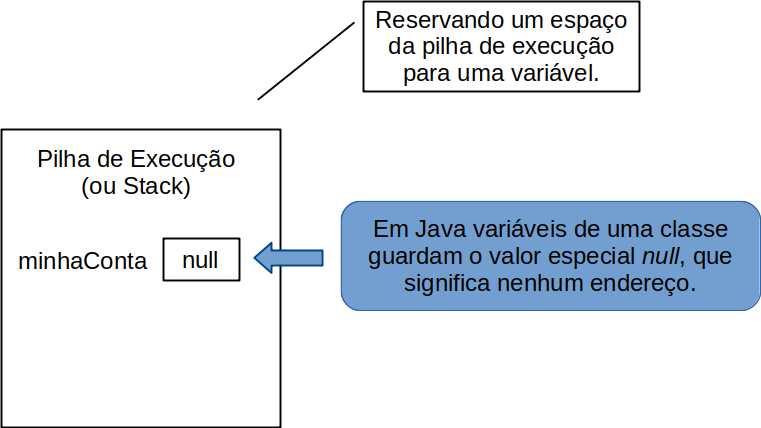 Reservando um espaço
da pilha de execução
para uma variável.
Pilha de Execução
(ou Stack)
minhaConta
null
Em Java variáveis de uma classe
guardam o valor especial null, que
significa nenhum endereço.